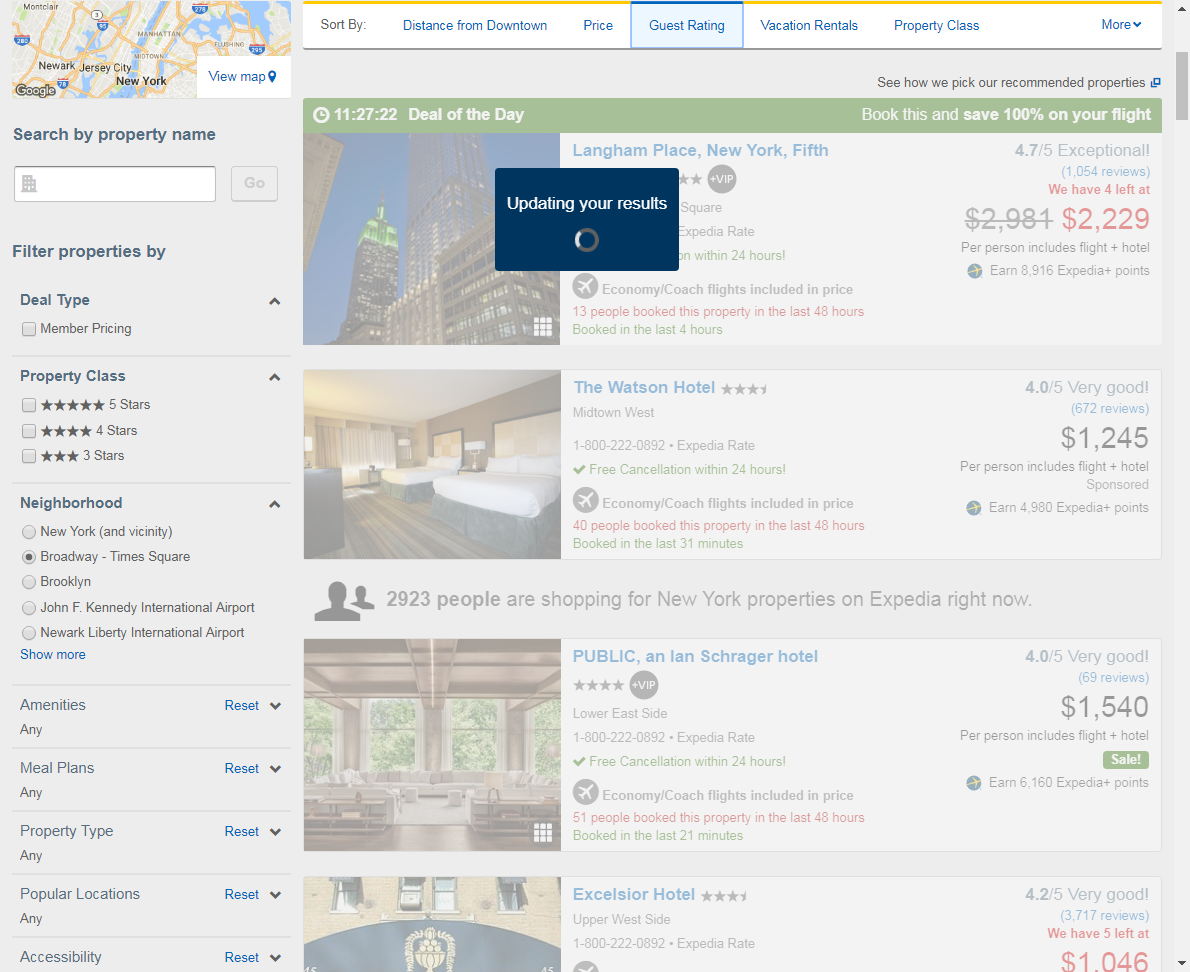 Montclair
3
278
280
95
MANHATTAN
FLUSHING
MIDTOWN
295
Newark
Jersey City
78
New York
Google
View map
Search by property name
Go
Filter properties by
Deal Type
Member Pricing
Property Class
5 Stars
4 Stars
3 Stars
Neighborhood
New York (and vicinity)
Broadway - Times Square
Brooklyn
John F. Kennedy International Airport
Newark Liberty International Airport
Show more
Amenities Reset
Any
Meal Plans Reset
Any
Property Type Reset
Any
Popular Locations Reset
Any
Accessibility Reset
Sort By: Distance from Downtown Price Guest Rating Vacation Rentals Property Class More
See how we pick our recommended properties
11:27:22 Deal of the Day Book this and save 100% on your flight
Langham Place, New York, Fifth
+VIP
Square
Expedia Rate
n within 24 hours!
Economy/Coach flights included in price
13 people booked this property in the last 48 hours
Booked in the last 4 hours
4.7/5 Exceptional!
(1,054 reviews)
We have 4 left at
$2,981 $2,229
Per person includes flight + hotel
Earn 8,916 Expedia+ points
Updating your results
The Watson Hotel
Midtown West
1-800-222-0892 • Expedia Rate
Free Cancellation within 24 hours!
Economy/Coach flights included in price
40 people booked this property in the last 48 hours
Booked in the last 31 minutes
4.0/5 Very good!
(672 reviews)
$1,245
Per person includes flight + hotel
Sponsored
Earn 4,980 Expedia+ points
2923 people are shopping for New York properties on Expedia right now.
PUBLIC, an Ian Schrager hotel
+VIP
Lower East Side
1-800-222-0892 • Expedia Rate
Free Cancellation within 24 hours!
Economy/Coach flights included in price
51 people booked this property in the last 48 hours
Booked in the last 21 minutes
4.0/5 Very good!
(69 reviews)
$1,540
Per person includes flight + hotel
Sale!
Earn 6,160 Expedia+ points
Excelsior Hotel
Upper West Side
1-800-222-0892 • Expedia Rate
4.2/5 Very good!
(3,717 reviews)
We have 5 left at
$1,046
45
45